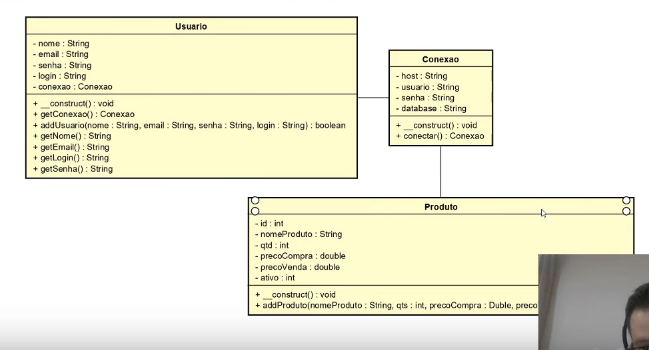 Usuario
- nome : String
- email : String
- senha : String
- login : String
- conexao : Conexao
+ __construct() : void
+ getConexao() : Conexao
+ addUsuario(nome : String, email : String, senha : String, login : String) : boolean
+ getNome() : String
+ getEmail() : String
+ getLogin() : String
+ getSenha() : String
Conexao
- host : String
- usuario : String
- senha : String
- database : String
+ __construct() : void
+ conectar() : Conexao
Produto
- id : int
- nomeProduto : String
- qtd : int
- precoCompra : double
- precoVenda : double
- ativo : int
+ __construct() : void
+ addProduto(nomeProduto : String, qts : int, precoCompra : Duble, preco